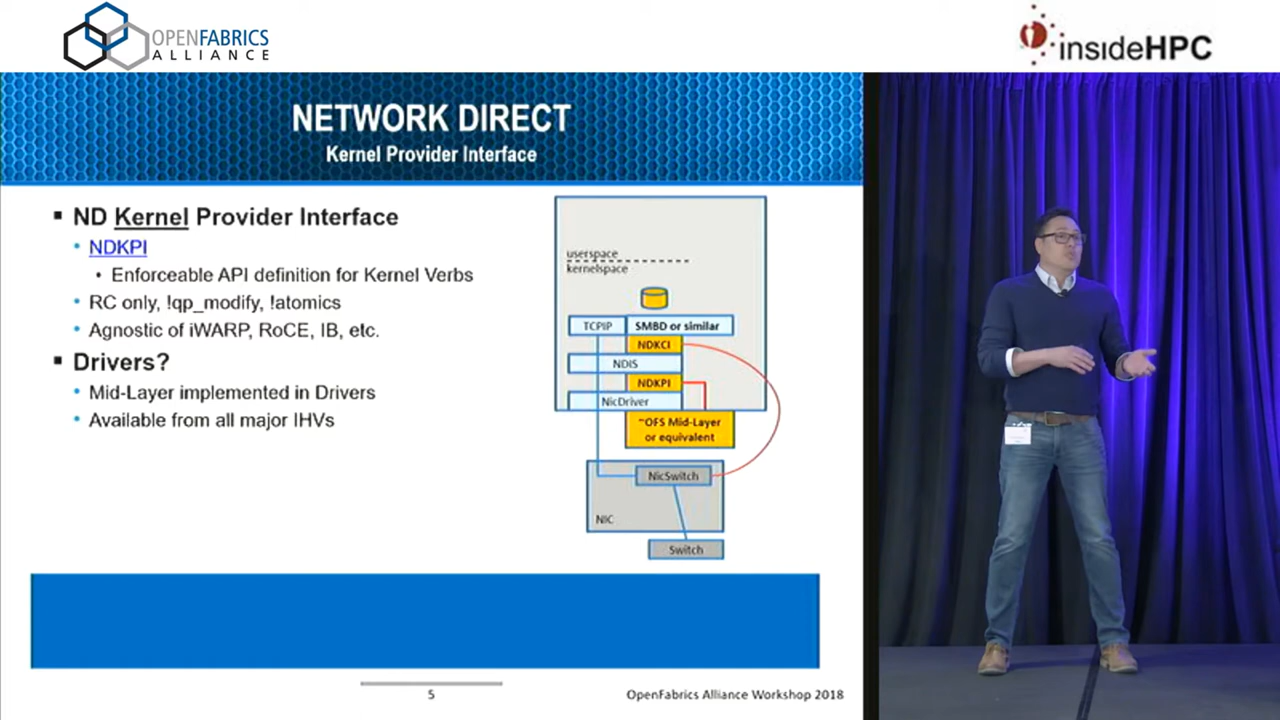 OPENFABRICS
ALLIANCE
insideHPC
NETWORK DIRECT
Kernel Provider Interface
▪ ND Kernel Provider Interface
• NDKPI
• Enforceable API definition for Kernel Verbs
• RC only, !qp_modify, !atomics
• Agnostic of iWARP, RoCE, IB, etc.
▪ Drivers?
• Mid-Layer implemented in Drivers
• Available from all major IHVs
userspace
kernelspace
TCPIP
SMBD or similar
NDKCI
NDIS
NDKPI
NicDriver
~OFS Mid-Layer
or equivalent
NicSwitch
NIC
Switch
5
OpenFabrics Alliance Workshop 2018